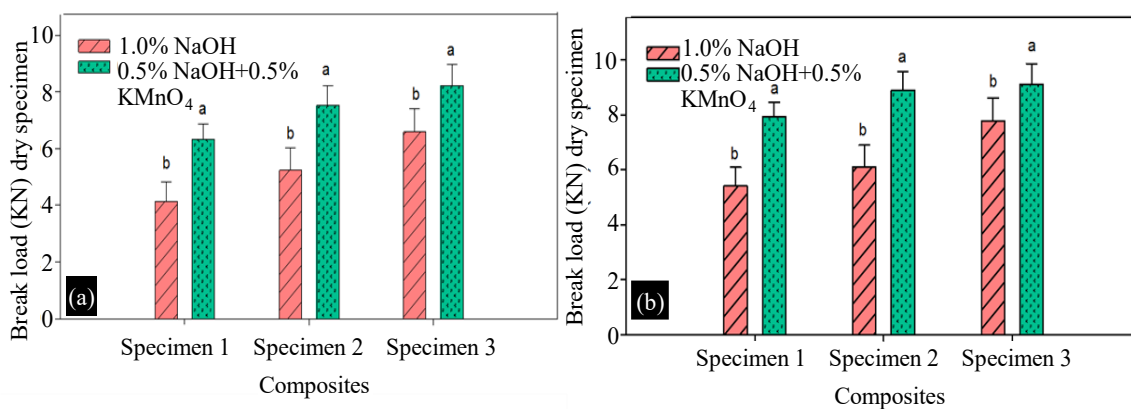 Break load (KN) dry specimen
10
8
6
4
2
0
1.0% NaOH
0.5% NaOH+0.5%
KMnO4
b
a
b
a
b
a
(a)
Specimen 1
Specimen 2
Specimen 3
Composites
Break load (KN) dry specimen
10
8
6
4
2
0
1.0% NaOH
0.5% NaOH+0.5%
KMnO4
b
a
b
a
b
a
(b)
Specimen 1
Specimen 2
Specimen 3
Composites